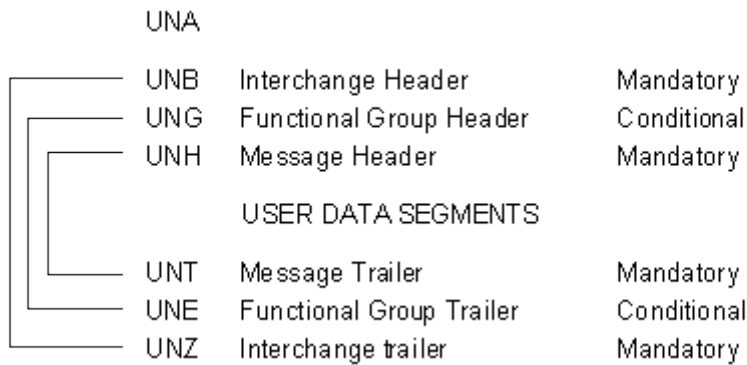 UNA
UNB Interchange Header Mandatory
UNG Functional Group Header Conditional
UNH Message Header Mandatory
USER DATA SEGMENTS
UNT Message Trailer Mandatory
UNE Functional Group Trailer Conditional
UNZ Interchange trailer Mandatory